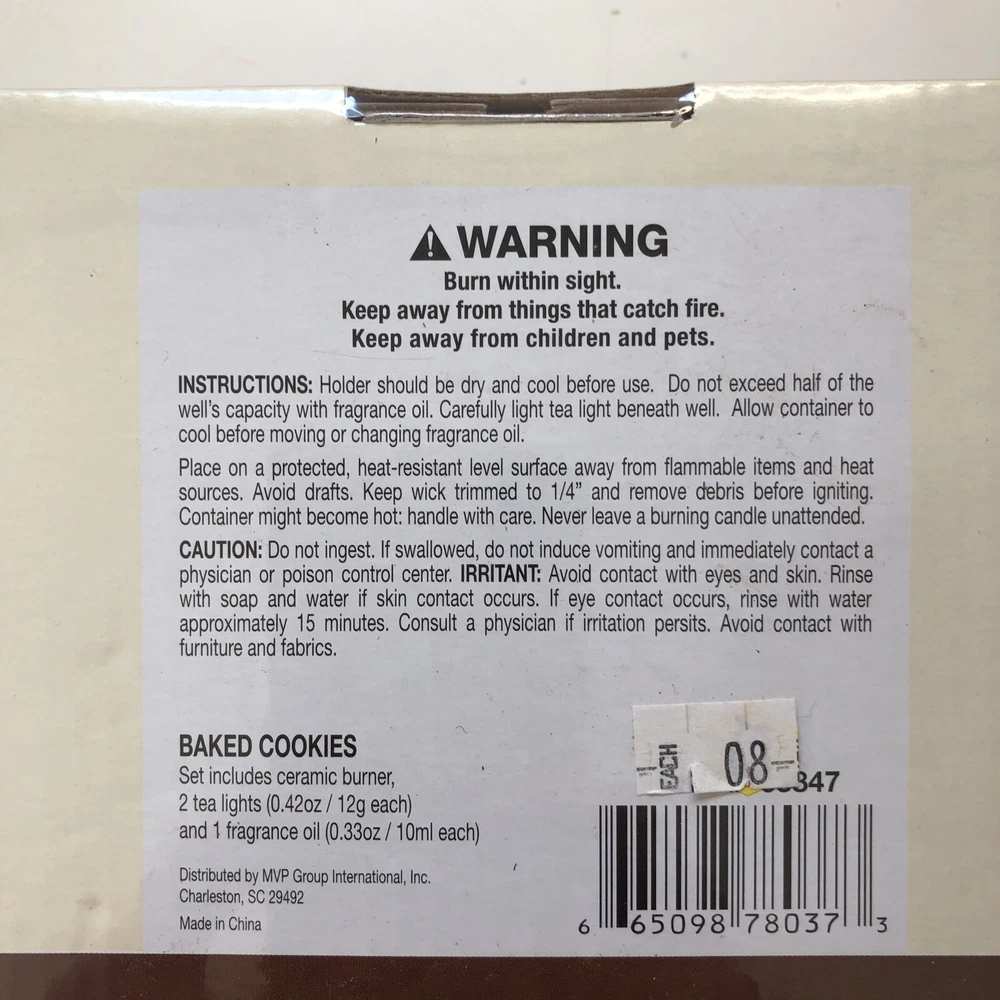 WARNING
Burn within sight.
Keep away from things that catch fire.
Keep away from children and pets.
INSTRUCTIONS: Holder should be dry and cool before use. Do not exceed half of the
well's capacity with fragrance oil. Carefully light tea light beneath well. Allow container to
cool before moving or changing fragrance oil.
Place on a protected, heat-resistant level surface away from flammable items and heat
sources. Avoid drafts. Keep wick trimmed to 1/4” and remove debris before igniting.
Container might become hot: handle with care. Never leave a burning candle unattended.
CAUTION: Do not ingest. If swallowed, do not induce vomiting and immediately contact a
physician or poison control center. IRRITANT: Avoid contact with eyes and skin. Rinse
with soap and water if skin contact occurs. If eye contact occurs, rinse with water
approximately 15 minutes. Consult a physician if irritation persits. Avoid contact with
furniture and fabrics.
BAKED COOKIES
Set includes ceramic burner,
2 tea lights (0.42oz / 12g each)
and 1 fragrance oil (0.33oz / 10ml each)
Distributed by MVP Group International, Inc.
Charleston, SC 29492
Made in China
EACH 08
6 65098 78037 3